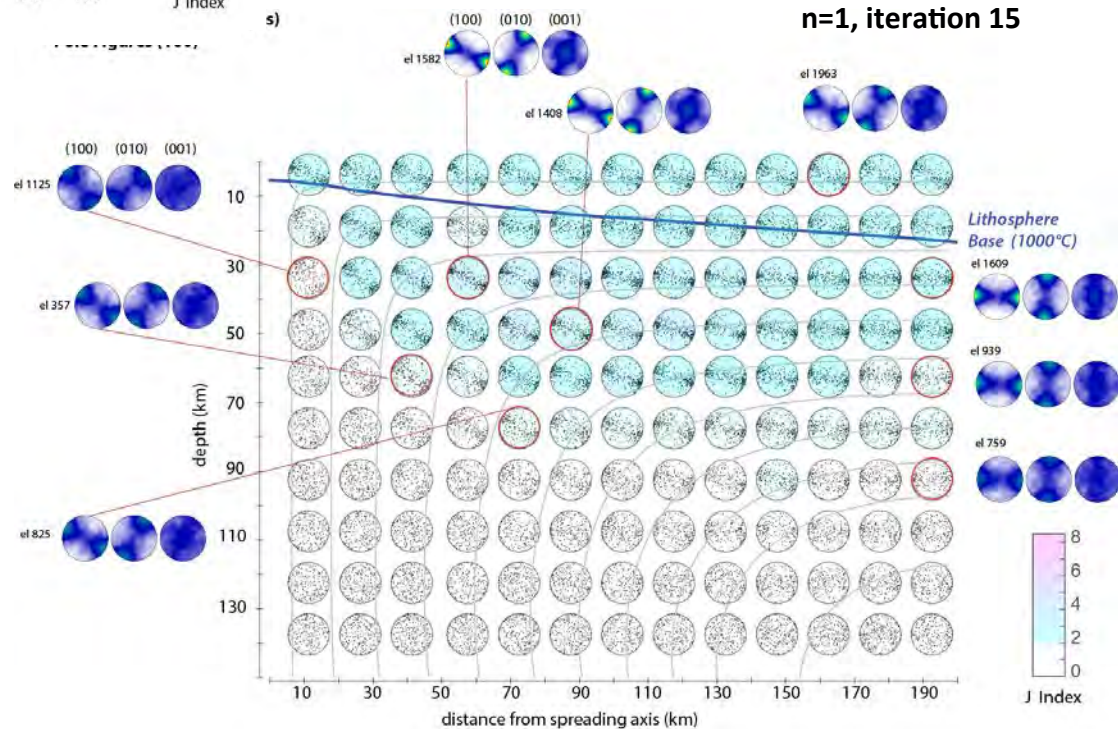 J Index
s)
(100) (010) (001)
n=1, iteration 15
el 1582
el 1963
el 1408
(100) (010) (001)
el 1125
10
Lithosphere
Base (1000°C)
30
el 1609
el 357
50
el 939
70
depth (km)
90
el 759
el 825
110
130
8
6
4
2
0
J Index
10 30 50 70 90 110 130 150 170 190
distance from spreading axis (km)